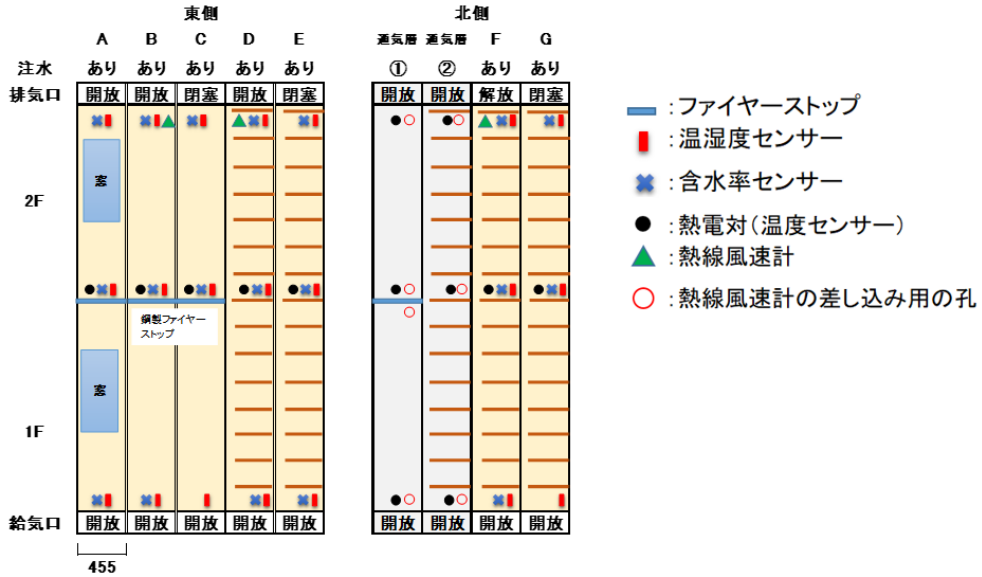 東側 北側
A B C D E 通気層 通気層 F G
注水 あり あり あり あり あり ① ② あり あり
排気口 開放 開放 閉塞 開放 閉塞 開放 開放 解放 閉塞
:ファイヤーストップ
:温湿度センサー
窓
:含水率センサー
2F
:熱電対(温度センサー)
:熱線風速計
:熱線風速計の差し込み用の孔
鋼製ファイヤー
ストップ
窓
1F
給気口 開放 開放 開放 開放 開放 開放 開放 開放 開放
455